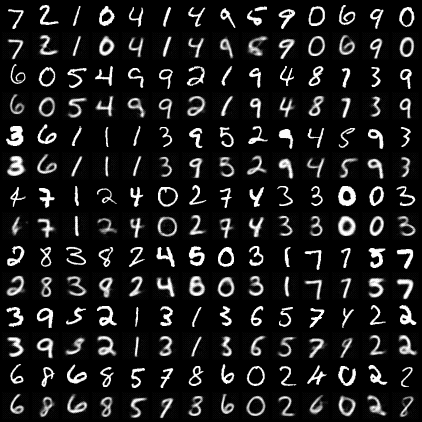 7 2 1 0 4 1 4 9 5 9 0 6 9 0
7 2 1 0 4 1 4 9 8 9 0 6 9 0
6 0 5 4 9 9 2 1 9 4 8 7 3 9
6 0 5 4 9 9 2 1 9 4 8 7 3 9
3 6 1 1 1 3 9 5 2 9 4 5 9 3
3 6 1 1 1 3 9 5 2 9 4 5 9 3
4 7 1 2 4 0 2 7 4 3 3 0 0 3
7 1 2 4 0 2 7 4 3 3 0 0 3
2 8 3 8 2 4 5 0 3 1 7 7 5 7
2 8 3 9 2 4 8 0 3 1 7 7 5 7
3 9 5 2 1 3 1 3 6 5 7 4 2 2
3 9 5 2 1 3 1 3 6 5 7 9 2 2
6 8 6 8 5 7 8 6 0 2 4 0 2 2
6 8 6 8 5 9 3 6 0 2 6 0 2 8